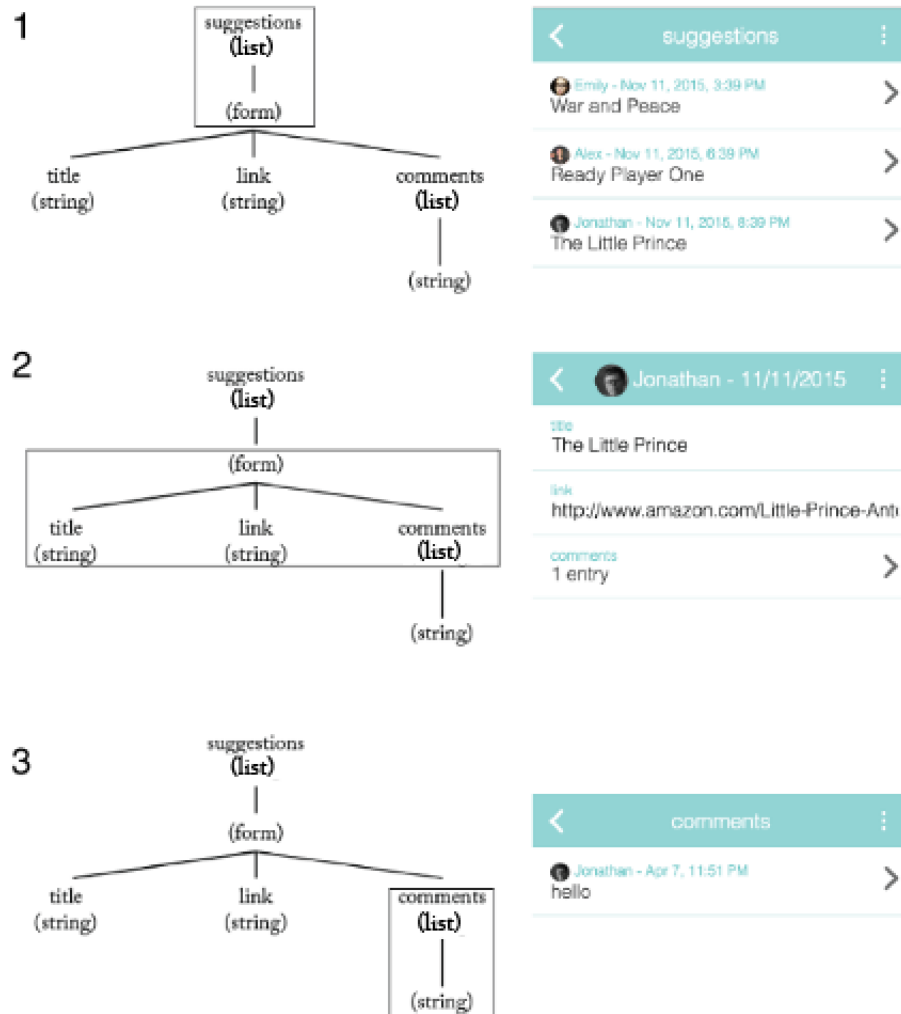 1
suggestions
(list)
(form)
title link comments
(string) (string) (list)
(string)
suggestions
Emily - Nov 11, 2015, 3:39 PM
War and Peace
Alex - Nov 11, 2015, 6:39 PM
Ready Player One
Jonathan - Nov 11, 2015, 8:39 PM
The Little Prince
2
suggestions
(list)
(form)
title link comments
(string) (string) (list)
(string)
Jonathan - 11/11/2015
title
The Little Prince
link
http://www.amazon.com/Little-Prince-Anto
comments
1 entry
3
suggestions
(list)
(form)
title link comments
(string) (string) (list)
(string)
comments
Jonathan - Apr 7, 11:51 PM
hello